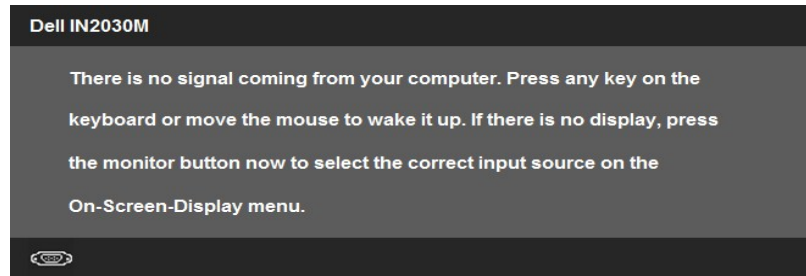 Dell IN2030M
There is no signal coming from your computer. Press any key on the
keyboard or move the mouse to wake it up. If there is no display, press
the monitor button now to select the correct input source on the
On-Screen-Display menu.